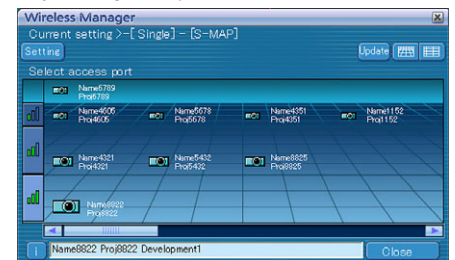 Wireless Manager
Current setting >-[ Single] - [S-MAP]
Setting
Update
Select access port
Name6789
Proj6789
Name4605 Name5678 Name4351 Name1152
Proj4605 Proj5678 Proj4351 Proj1152
Name4321 Name5432 Name8825
Proj4321 Proj5432 Proj8825
Name8822
Proj8822
i Name8822 Proj8822 Development1 Close